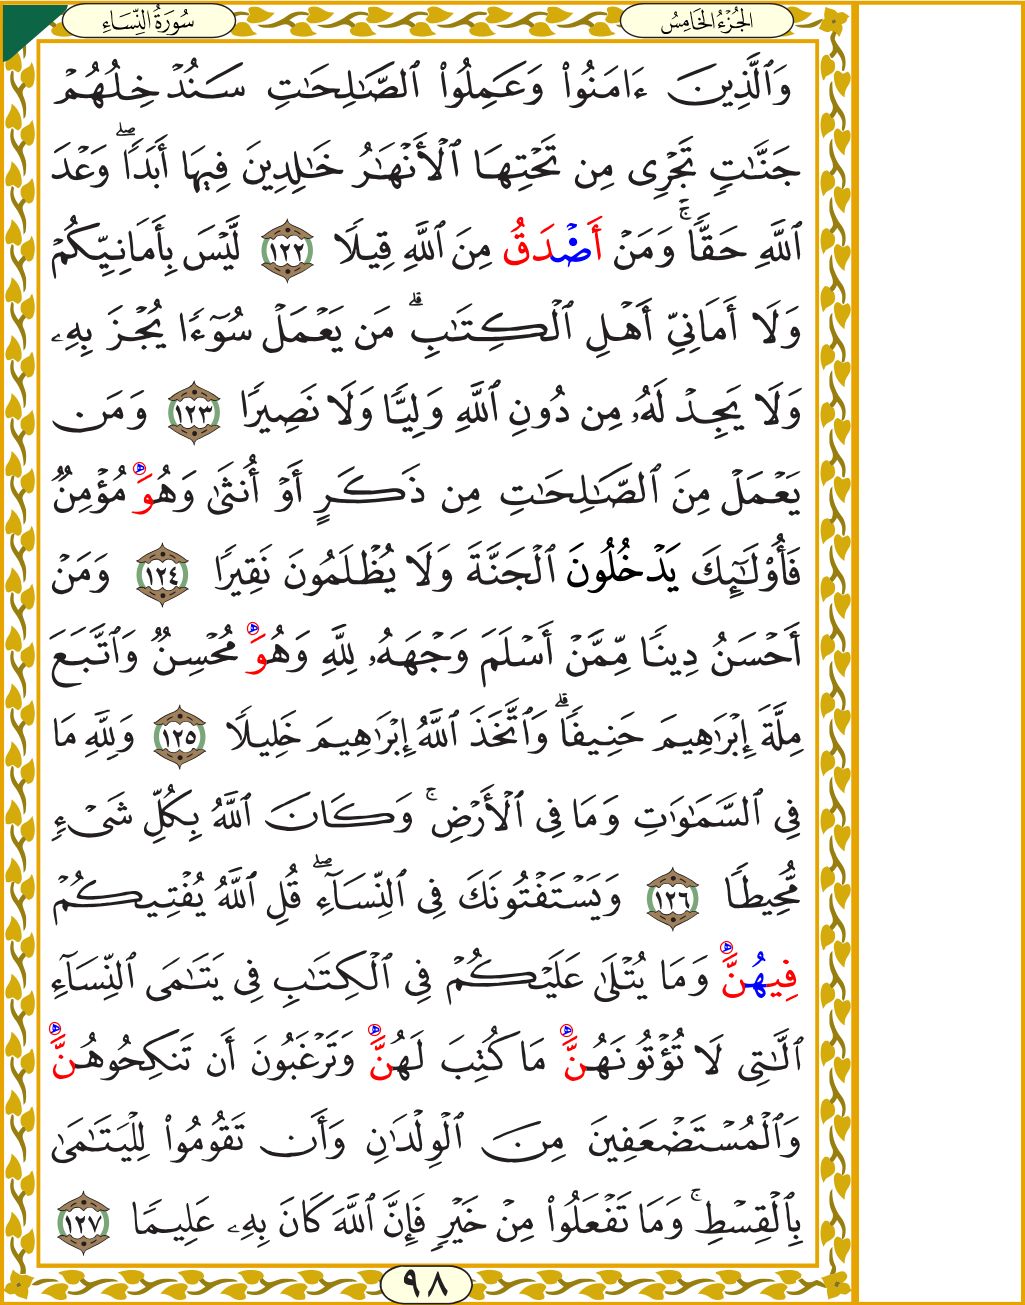 سُورَةُ النِّسَاءِ
الجُزْءُ الخَامِسُ
وَٱلَّذِينَ ءَامَنُوا۟ وَعَمِلُوا۟ ٱلصَّٰلِحَٰتِ سَنُدْخِلُهُمْ
جَنَّٰتٍ تَجْرِى مِن تَحْتِهَا ٱلْأَنْهَٰرُ خَٰلِدِينَ فِيهَآ أَبَدًا ۖ وَعْدَ
ٱللَّهِ حَقًّا ۚ وَمَنْ أَصْدَقُ مِنَ ٱللَّهِ قِيلًا ١٢٢ لَّيْسَ بِأَمَانِيِّكُمْ
وَلَآ أَمَانِىِّ أَهْلِ ٱلْكِتَٰبِ ۗ مَن يَعْمَلْ سُوٓءًا يُجْزَ بِهِۦ
وَلَا يَجِدْ لَهُۥ مِن دُونِ ٱللَّهِ وَلِيًّا وَلَا نَصِيرًا ١٢٣ وَمَن
يَعْمَلْ مِنَ ٱلصَّٰلِحَٰتِ مِن ذَكَرٍ أَوْ أُنثَىٰ وَهُوَ مُؤْمِنٌ
فَأُو۟لَٰٓئِكَ يَدْخُلُونَ ٱلْجَنَّةَ وَلَا يُظْلَمُونَ نَقِيرًا ١٢٤ وَمَنْ
أَحْسَنُ دِينًا مِّمَّنْ أَسْلَمَ وَجْهَهُۥ لِلَّهِ وَهُوَ مُحْسِنٌ وَٱتَّبَعَ
مِلَّةَ إِبْرَٰهِيمَ حَنِيفًا ۗ وَٱتَّخَذَ ٱللَّهُ إِبْرَٰهِيمَ خَلِيلًا ١٢٥ وَلِلَّهِ مَا
فِى ٱلسَّمَٰوَٰتِ وَمَا فِى ٱلْأَرْضِ ۚ وَكَانَ ٱللَّهُ بِكُلِّ شَىْءٍ
مُّحِيطًا ١٢٦ وَيَسْتَفْتُونَكَ فِى ٱلنِّسَآءِ ۖ قُلِ ٱللَّهُ يُفْتِيكُمْ
فِيهُنَّ وَمَا يُتْلَىٰ عَلَيْكُمْ فِى ٱلْكِتَٰبِ فِى يَتَٰمَى ٱلنِّسَآءِ
ٱلَّٰتِى لَا تُؤْتُونَهُنَّ مَا كُتِبَ لَهُنَّ وَتَرْغَبُونَ أَن تَنكِحُوهُنَّ
وَٱلْمُسْتَضْعَفِينَ مِنَ ٱلْوِلْدَٰنِ وَأَن تَقُومُوا۟ لِلْيَتَٰمَىٰ
بِٱلْقِسْطِ ۚ وَمَا تَفْعَلُوا۟ مِنْ خَيْرٍ فَإِنَّ ٱللَّهَ كَانَ بِهِۦ عَلِيمًا ١٢٧
٩٨